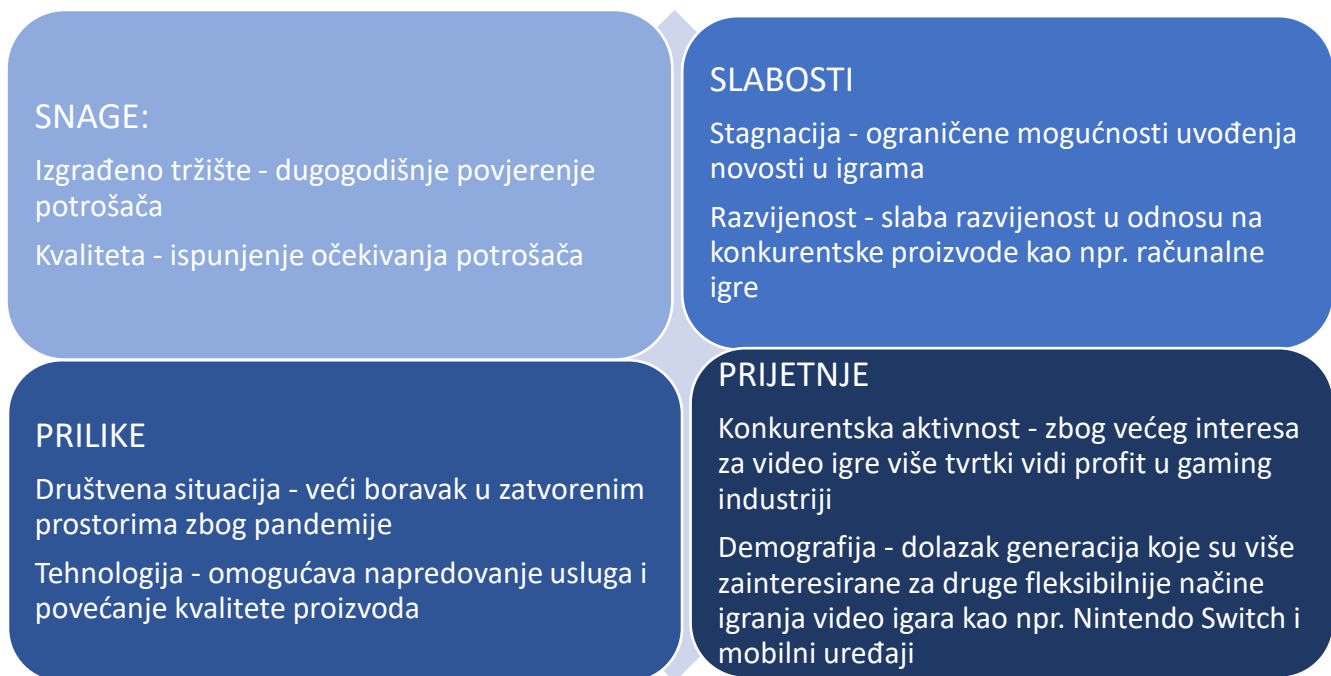 SNAGE:
Izgrađeno tržište - dugogodišnje povjerenje
potrošača
Kvaliteta - ispunjenje očekivanja potrošača
SLABOSTI
Stagnacija - ograničene mogućnosti uvođenja
novosti u igrama
Razvijenost - slaba razvijenost u odnosu na
konkurentske proizvode kao npr. računalne
igre
PRILIKE
Društvena situacija - veći boravak u zatvorenim
prostorima zbog pandemije
Tehnologija - omogućava napredovanje usluga i
povećanje kvalitete proizvoda
PRIJETNJE
Konkurentska aktivnost - zbog većeg interesa
za video igre više tvrtki vidi profit u gaming
industriji
Demografija - dolazak generacija koje su više
zainteresirane za druge fleksibilnije načine
igranja video igara kao npr. Nintendo Switch i
mobilni uređaji